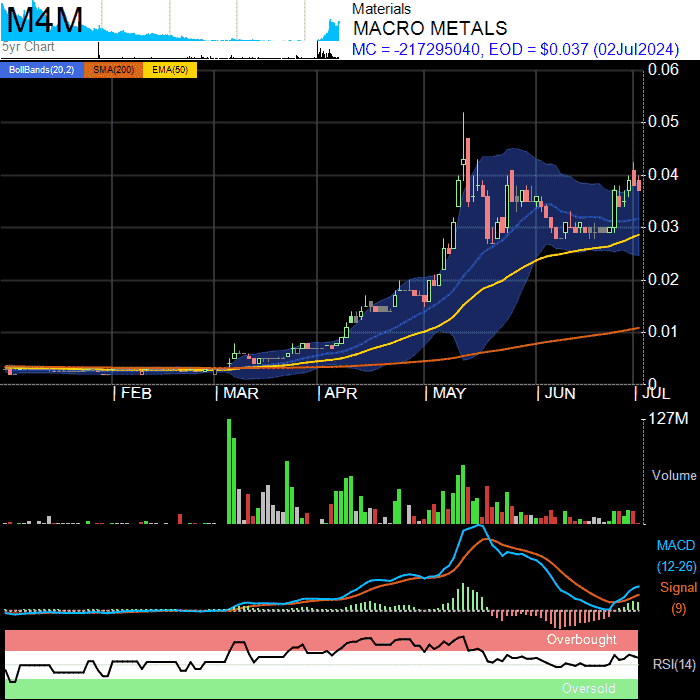 M4M
5yr Chart
Materials
MACRO METALS
MC = -217295040, EOD = $0.037 (02Jul2024)
BollBands(20,2) SMA(200) EMA(50)
0.06
0.05
0.04
0.03
0.02
0.01
0
FEB MAR APR MAY JUN JUL
127M
Volume
MACD
(12-26)
Signal
(9)
Overbought
RSI(14)
Oversold